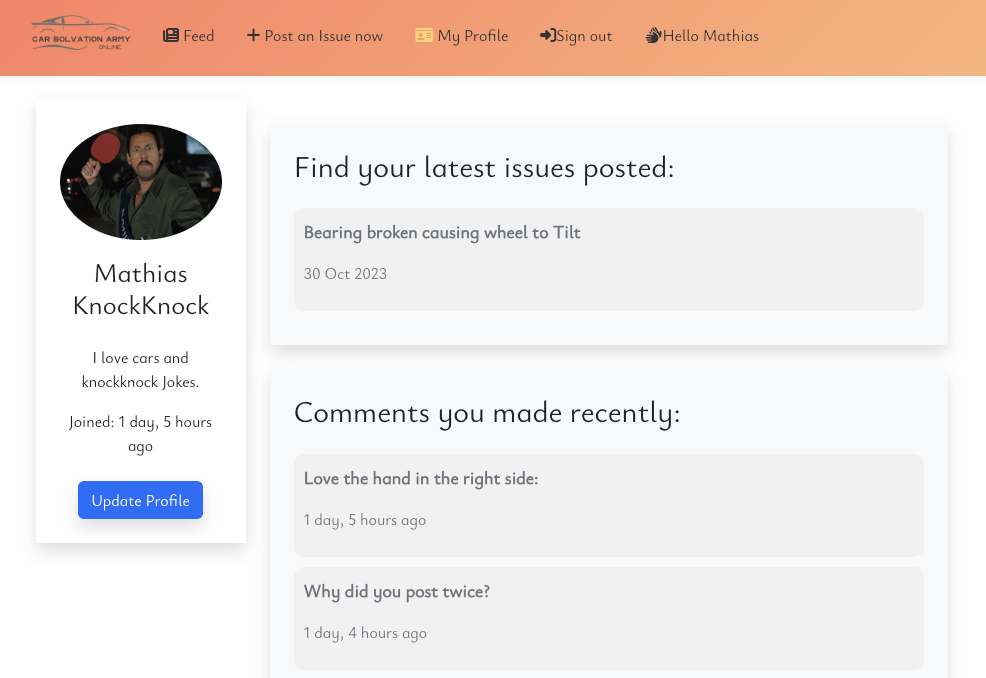 CAR SOLVATION ARMY
ONLINE
Feed
Post an Issue now
My Profile
Sign out
Hello Mathias
Mathias
KnockKnock
I love cars and
knockknock Jokes.
Joined: 1 day, 5 hours
ago
Update Profile
Find your latest issues posted:
Bearing broken causing wheel to Tilt
30 Oct 2023
Comments you made recently:
Love the hand in the right side:
1 day, 5 hours ago
Why did you post twice?
1 day, 4 hours ago